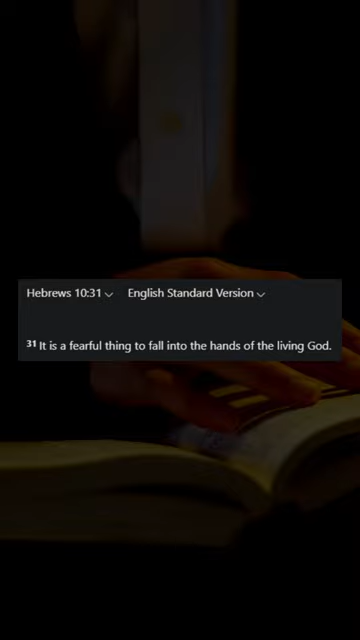 Hebrews 10:31 English Standard Version
31 It is a fearful thing to fall into the hands of the living God.